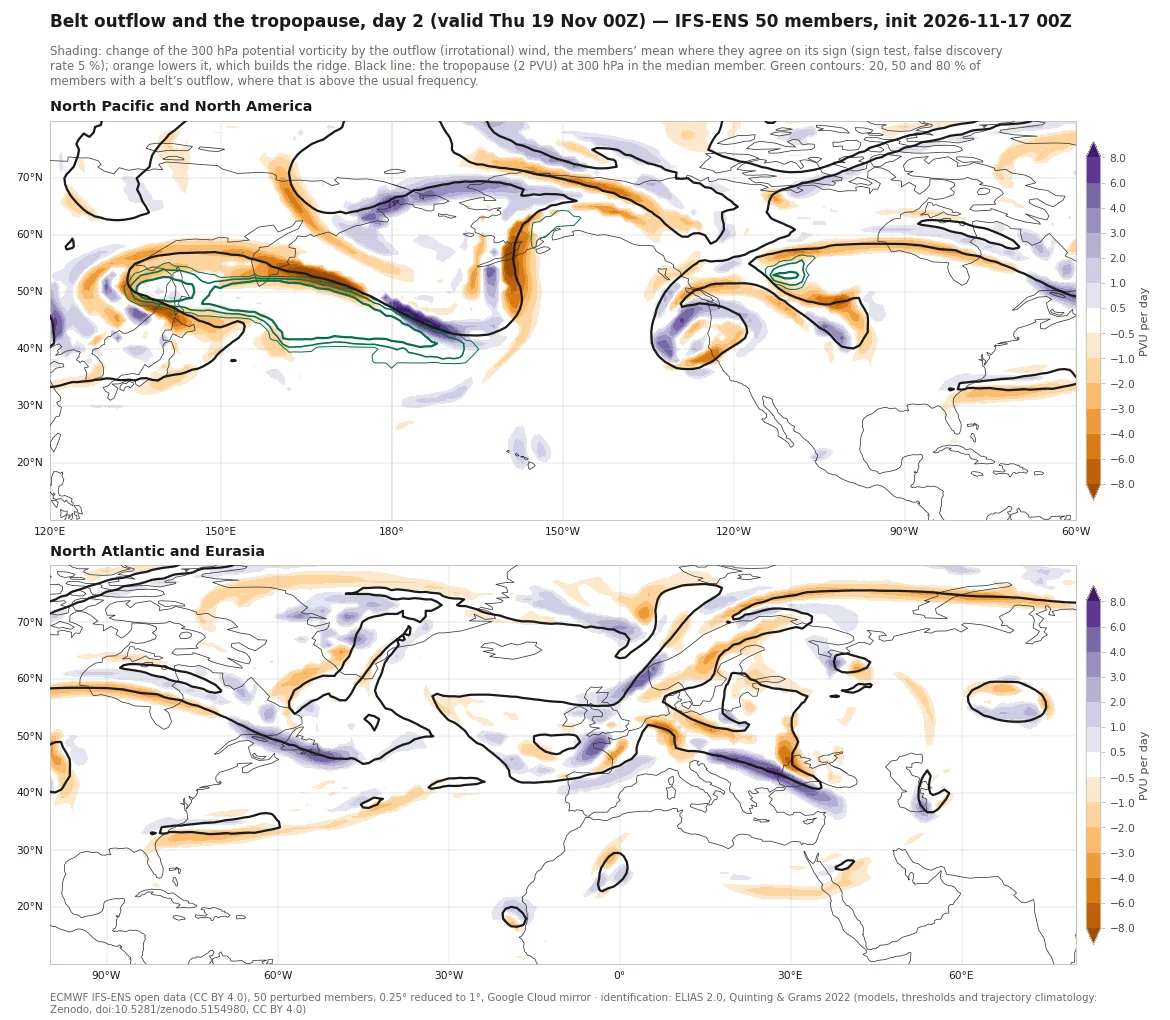 Belt outflow and the tropopause, day 2 (valid Thu 19 Nov 00Z) — IFS-ENS 50 members, init 2026-11-17 00Z
Shading: change of the 300 hPa potential vorticity by the outflow (irrotational) wind, the members’ mean where they agree on its sign (sign test, false discovery
rate 5 %); orange lowers it, which builds the ridge. Black line: the tropopause (2 PVU) at 300 hPa in the median member. Green contours: 20, 50 and 80 % of
members with a belt’s outflow, where that is above the usual frequency.
North Pacific and North America
70°N
60°N
50°N
40°N
30°N
20°N
120°E
150°E
180°
150°W
120°W
90°W
60°W
8.0
6.0
4.0
3.0
2.0
1.0
0.5
−0.5
−1.0
−2.0
−3.0
−4.0
−6.0
−8.0
PVU per day
North Atlantic and Eurasia
70°N
60°N
50°N
40°N
30°N
20°N
90°W
60°W
30°W
0°
30°E
60°E
8.0
6.0
4.0
3.0
2.0
1.0
0.5
−0.5
−1.0
−2.0
−3.0
−4.0
−6.0
−8.0
PVU per day
ECMWF IFS-ENS open data (CC BY 4.0), 50 perturbed members, 0.25° reduced to 1°, Google Cloud mirror · identification: ELIAS 2.0, Quinting & Grams 2022 (models, thresholds and trajectory climatology:
Zenodo, doi:10.5281/zenodo.5154980, CC BY 4.0)